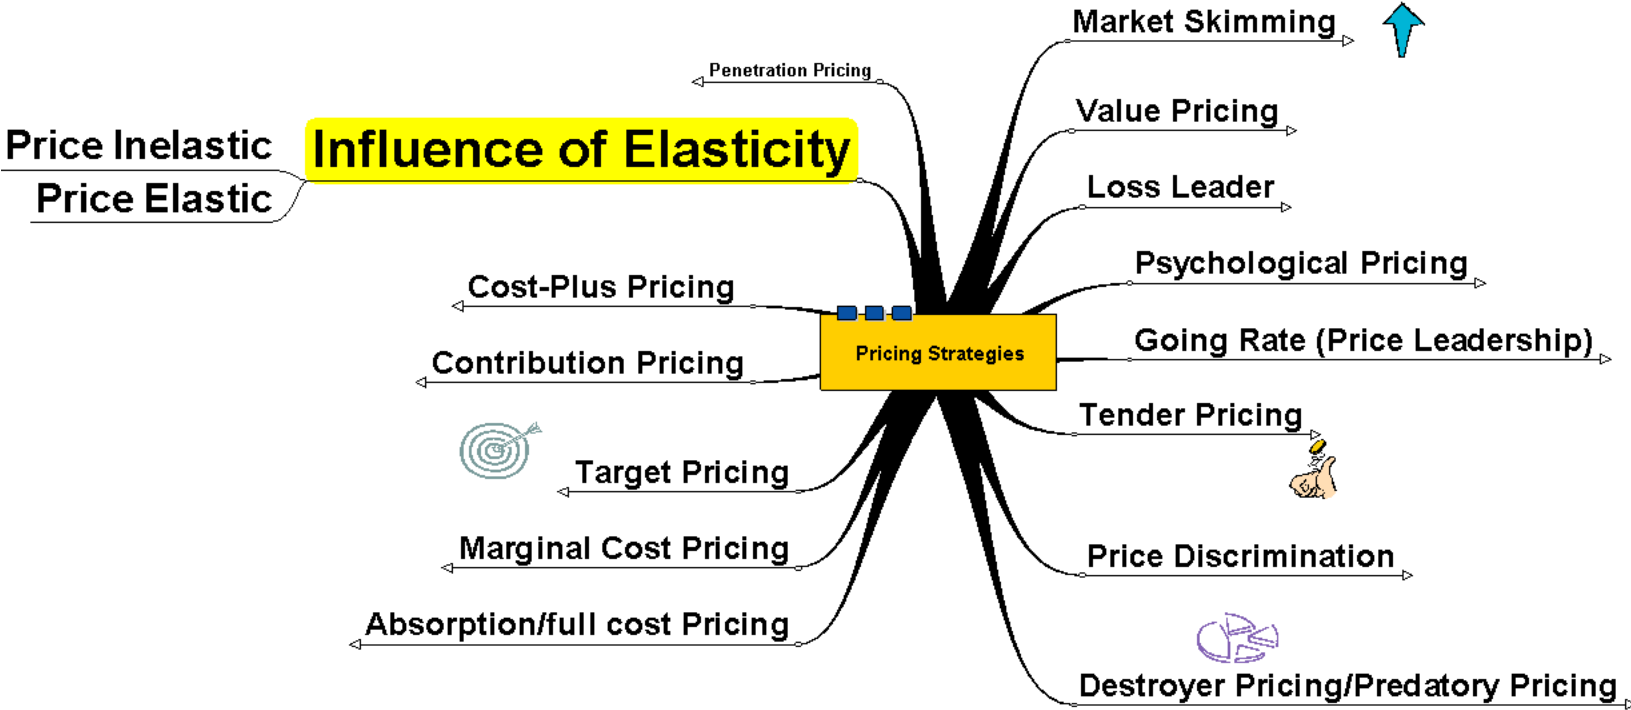 Market Skimming
Penetration Pricing
Value Pricing
Influence of Elasticity
Price Inelastic
Price Elastic
Loss Leader
Psychological Pricing
Cost-Plus Pricing
Going Rate (Price Leadership)
Pricing Strategies
Contribution Pricing
Tender Pricing
Target Pricing
Marginal Cost Pricing
Price Discrimination
Absorption/full cost Pricing
Destroyer Pricing/Predatory Pricing